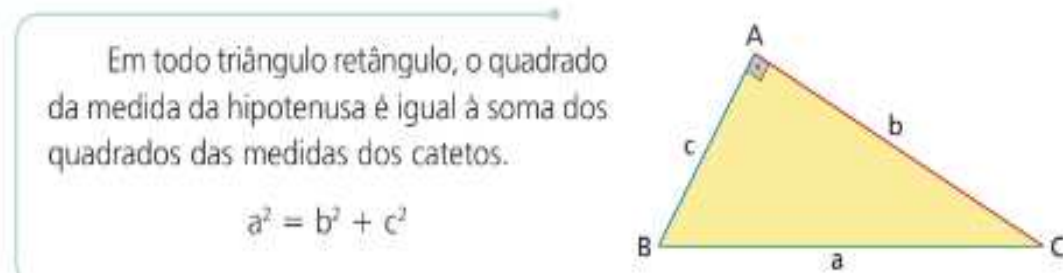 Em todo triângulo retângulo, o quadrado
da medida da hipotenusa é igual à soma dos
quadrados das medidas dos catetos.
a² = b² + c²
A
c
b
B
a
C